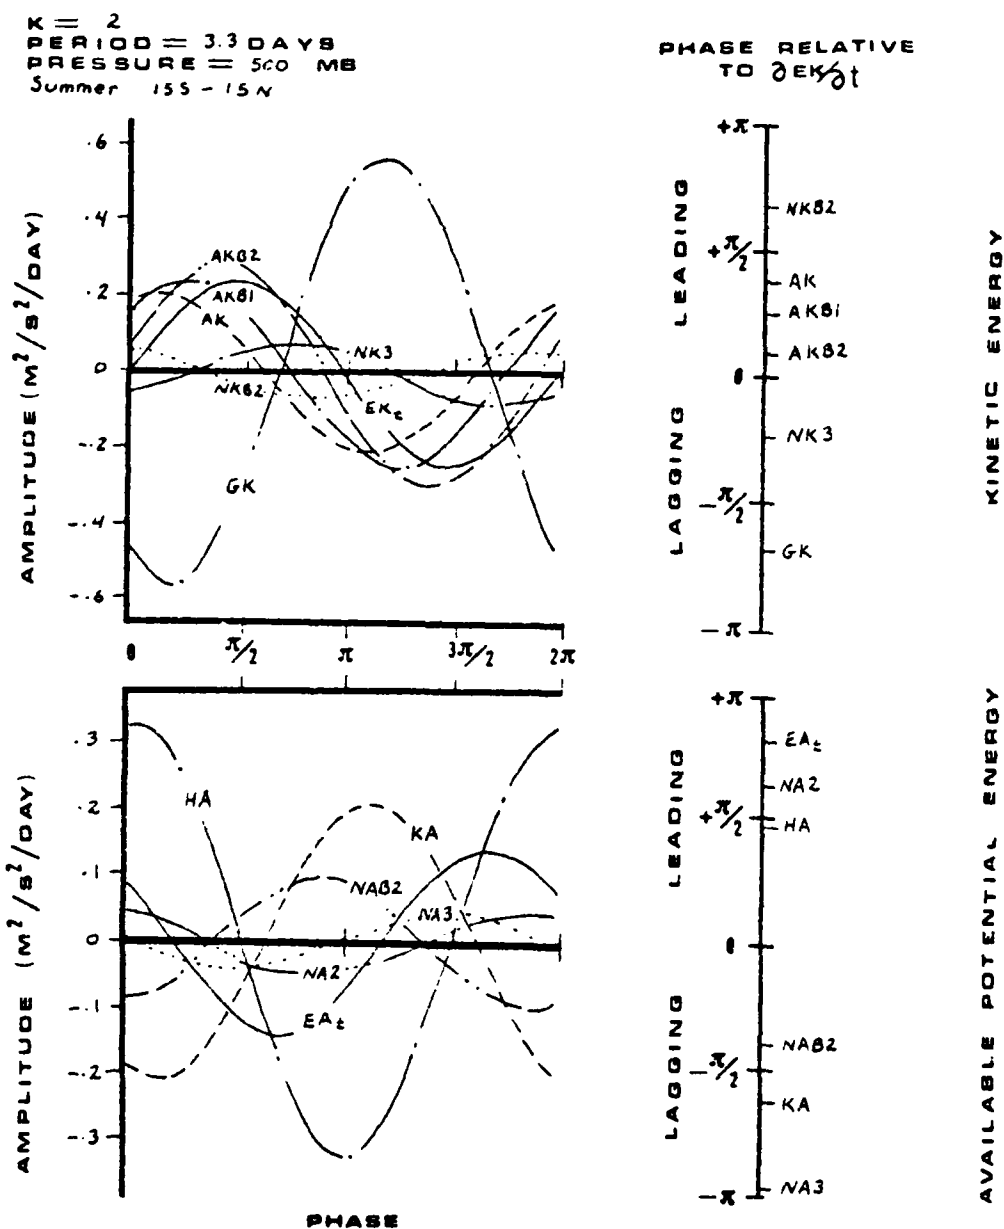 K = 2
PERIOD = 3.3 DAYS
PRESSURE = 500 MB
Summer 15S - 15N
PHASE RELATIVE
TO ∂EK/∂t
AMPLITUDE (M²/S²/DAY)
.6
.4
.2
0
-.2
-.4
-.6
AKB2
AKB1
AK
NK3
NKB2
EKt
GK
0
π/2
π
3π/2
2π
LEADING
LAGGING
+π
+π/2
0
-π/2
-π
NKB2
AK
AKB1
AKB2
NK3
GK
KINETIC ENERGY
AMPLITUDE (M²/S²/DAY)
.3
.2
.1
0
-.1
-.2
-.3
HA
KA
NAB2
NA3
NA2
EAt
PHASE
LEADING
LAGGING
+π
+π/2
0
-π/2
-π
EAt
NA2
HA
NAB2
KA
NA3
AVAILABLE POTENTIAL ENERGY